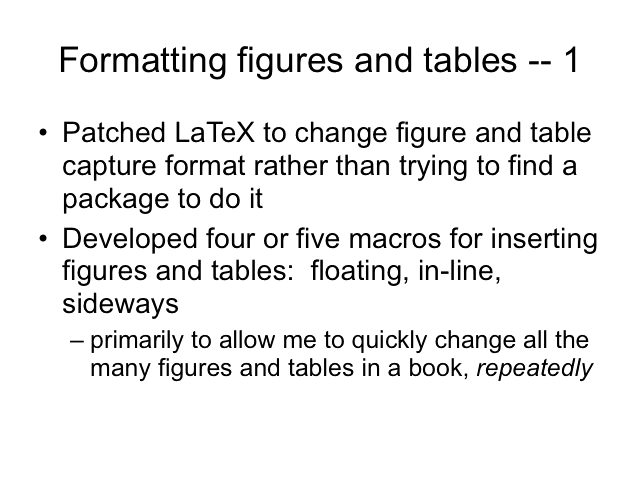 Formatting figures and tables -- 1
• Patched LaTeX to change figure and table
capture format rather than trying to find a
package to do it
• Developed four or five macros for inserting
figures and tables:  floating, in-line,
sideways
– primarily to allow me to quickly change all the
many figures and tables in a book, repeatedly